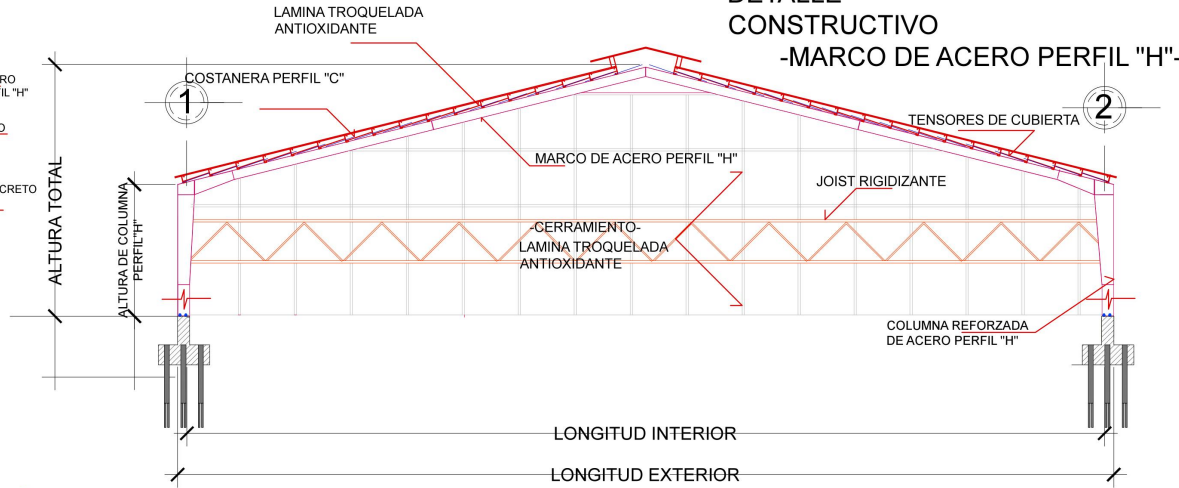 DETALLE
CONSTRUCTIVO
-MARCO DE ACERO PERFIL "H"-
LAMINA TROQUELADA
ANTIOXIDANTE
COSTANERA PERFIL "C"
1
2
TENSORES DE CUBIERTA
MARCO DE ACERO PERFIL "H"
JOIST RIGIDIZANTE
-CERRAMIENTO-
LAMINA TROQUELADA
ANTIOXIDANTE
ALTURA TOTAL
ALTURA DE COLUMNA
PERFIL"H"
COLUMNA REFORZADA
DE ACERO PERFIL "H"
LONGITUD INTERIOR
LONGITUD EXTERIOR